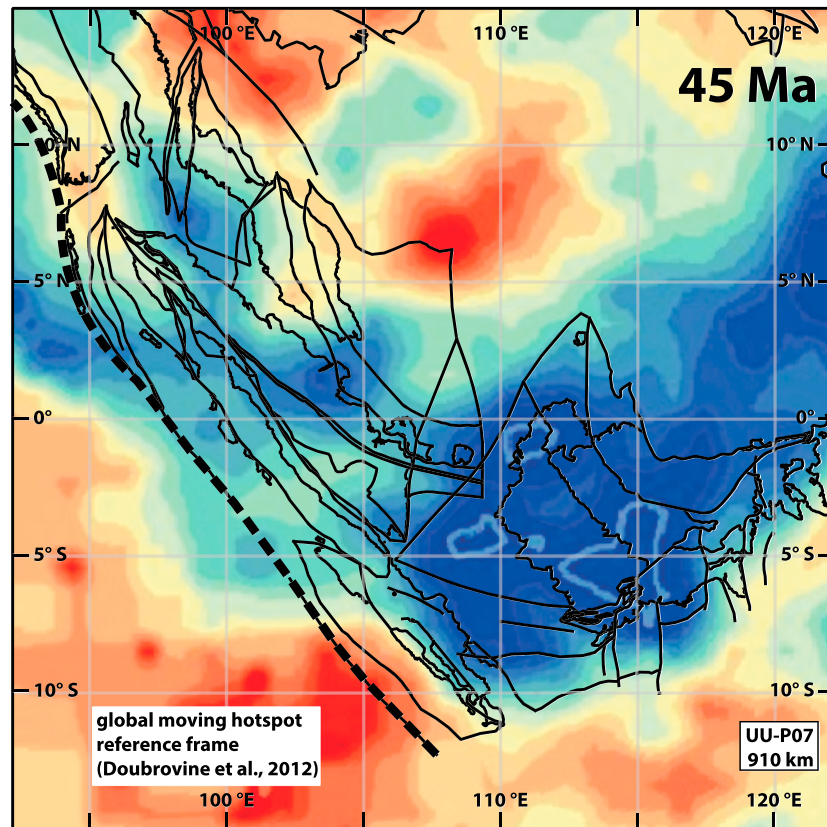 100 °E
110 °E
120 °E
45 Ma
10° N
5° N
5° N
0°
0°
5° S
5° S
10° S
10° S
global moving hotspot
reference frame
(Doubrovine et al., 2012)
UU-P07
910 km
100 °E
110 °E
120 °E